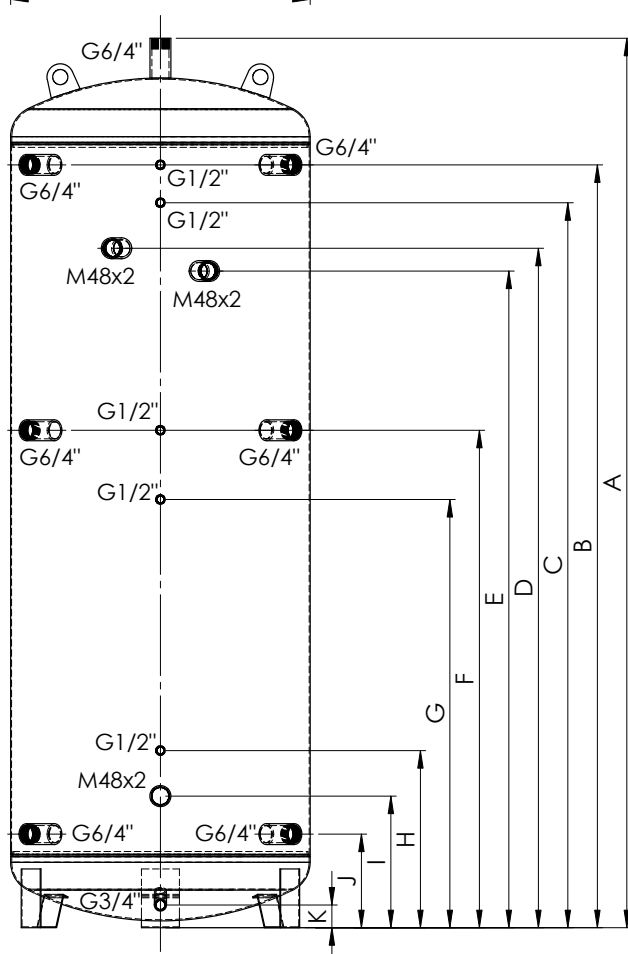 G6/4"
G6/4"
G6/4"
G1/2"
G1/2"
M48x2
M48x2
G1/2"
G6/4"
G6/4"
G1/2"
G1/2"
M48x2
G6/4"
G6/4"
G3/4"
A
B
C
D
E
F
G
H
I
J
K